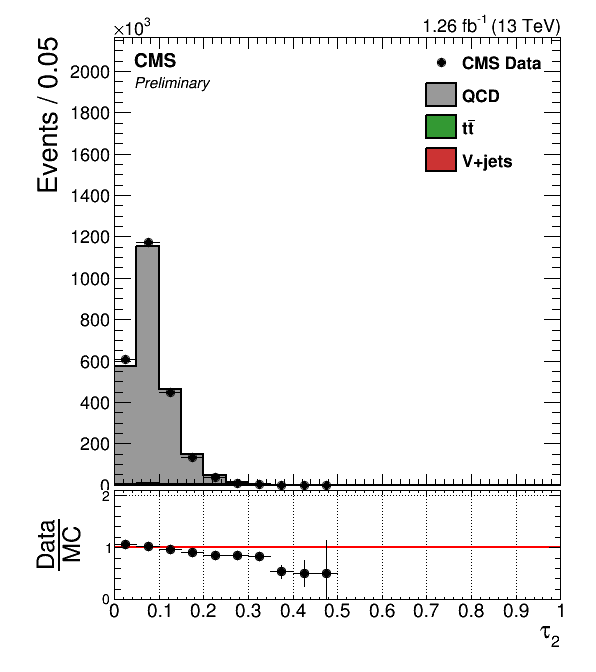 ×10³
1.26 fb⁻¹ (13 TeV)
CMS
Preliminary
CMS Data
QCD
tt̄
V+jets
Events / 0.05
2000
1800
1600
1400
1200
1000
800
600
400
200
0
2
1
0
Data
MC
0 0.1 0.2 0.3 0.4 0.5 0.6 0.7 0.8 0.9 1
τ₂